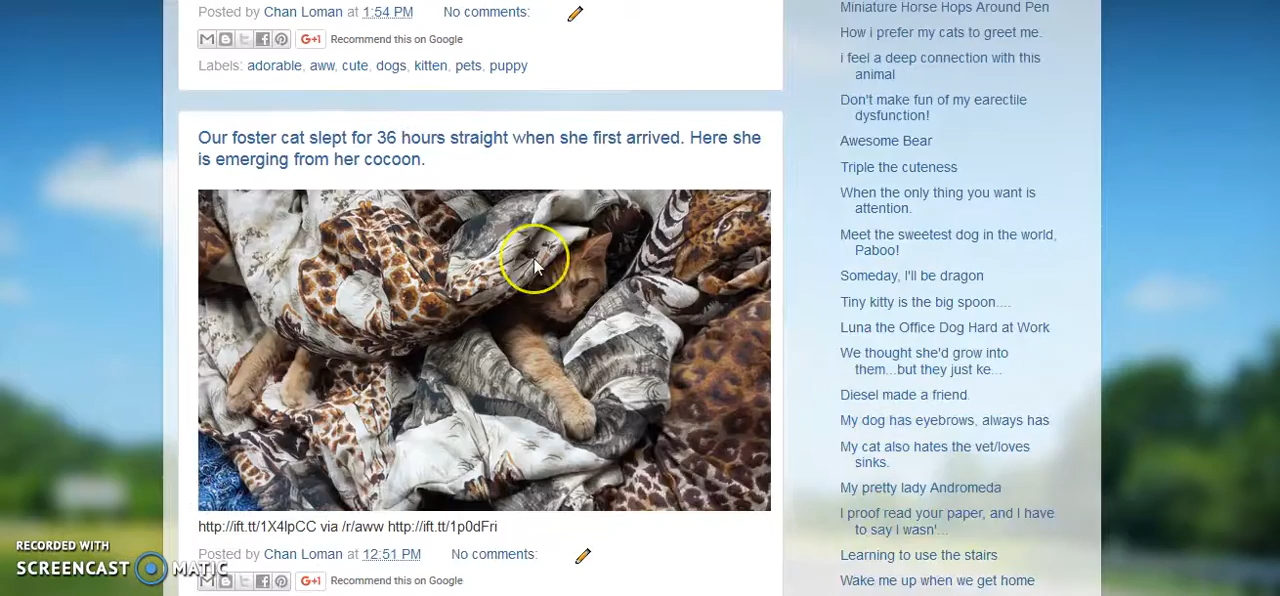 Posted by Chan Loman at 1:54 PM No comments:
G+1 Recommend this on Google
Labels: adorable, aww, cute, dogs, kitten, pets, puppy
Our foster cat slept for 36 hours straight when she first arrived. Here she
is emerging from her cocoon.
http://ift.tt/1X4lpCC via /r/aww http://ift.tt/1p0dFri
Posted by Chan Loman at 12:51 PM No comments:
G+1 Recommend this on Google
Miniature Horse Hops Around Pen
How i prefer my cats to greet me.
i feel a deep connection with this
animal
Don't make fun of my earectile
dysfunction!
Awesome Bear
Triple the cuteness
When the only thing you want is
attention.
Meet the sweetest dog in the world,
Paboo!
Someday, I'll be dragon
Tiny kitty is the big spoon....
Luna the Office Dog Hard at Work
We thought she'd grow into
them...but they just ke...
Diesel made a friend.
My dog has eyebrows, always has
My cat also hates the vet/loves
sinks.
My pretty lady Andromeda
I proof read your paper, and I have
to say I wasn'...
Learning to use the stairs
Wake me up when we get home
RECORDED WITH
SCREENCAST MATIC